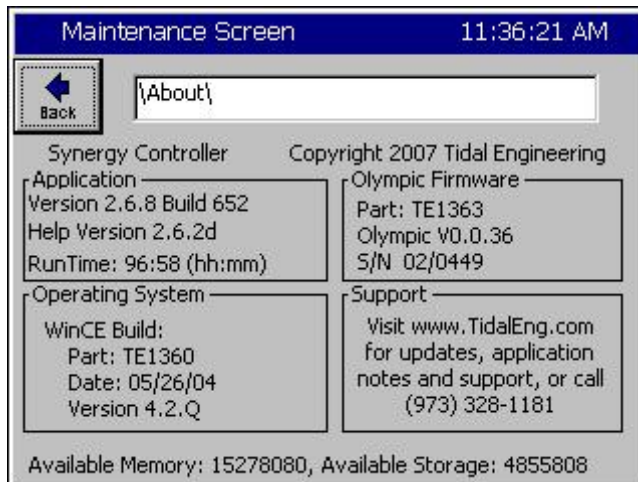 Maintenance Screen 11:36:21 AM
Back
\About\
Synergy Controller Copyright 2007 Tidal Engineering
Application
Version 2.6.8 Build 652
Help Version 2.6.2d
RunTime: 96:58 (hh:mm)
Olympic Firmware
Part: TE1363
Olympic V0.0.36
S/N 02/0449
Operating System
WinCE Build:
Part: TE1360
Date: 05/26/04
Version 4.2.Q
Support
Visit www.TidalEng.com
for updates, application
notes and support, or call
(973) 328-1181
Available Memory: 15278080, Available Storage: 4855808